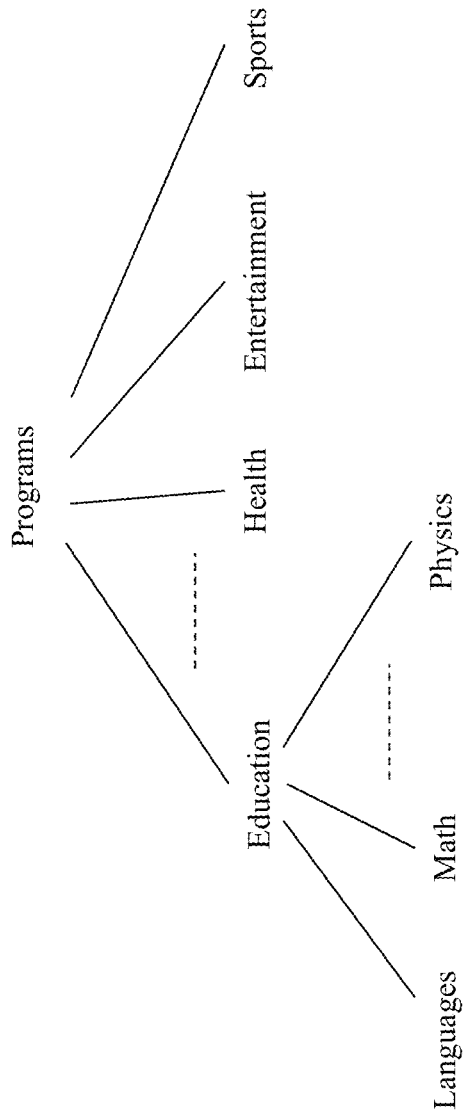 Programs
Education
Health
Entertainment
Sports
Languages
Math
Physics